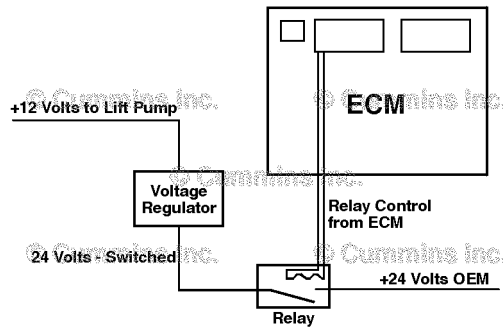 © Cummins Inc.
© Cummins Inc.
+12 Volts to Lift Pump
ECM
© Cummins Inc.
Voltage
Regulator
Relay Control
from ECM
© Cummins Inc.
© Cummins Inc.
24 Volts - Switched
+24 Volts OEM
Relay